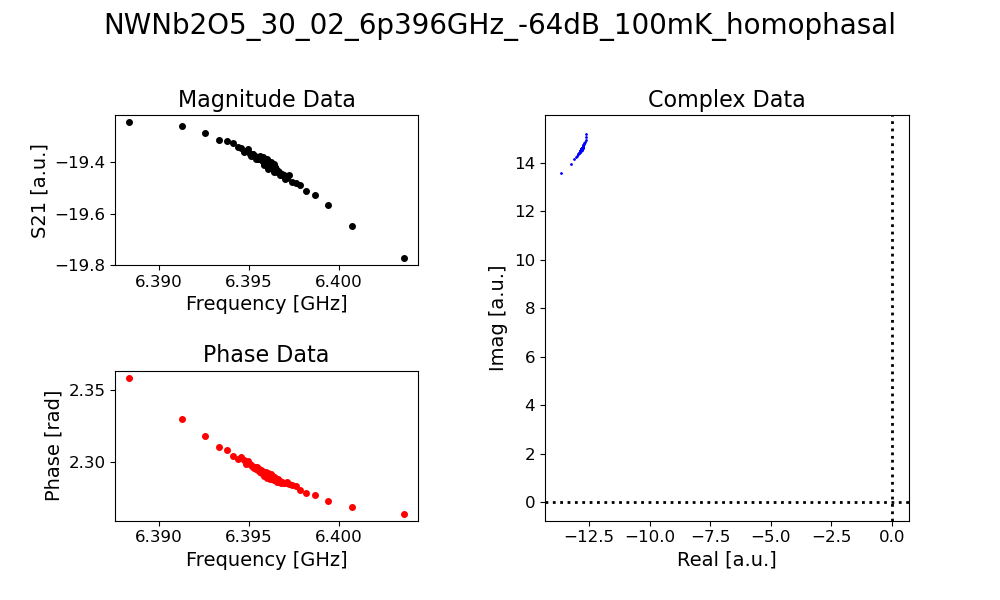 NWNb2O5_30_02_6p396GHz_-64dB_100mK_homophasal
Magnitude Data
S21 [a.u.]
−19.4
−19.6
−19.8
6.390 6.395 6.400
Frequency [GHz]
Phase Data
Phase [rad]
2.35
2.30
6.390 6.395 6.400
Frequency [GHz]
Complex Data
Imag [a.u.]
14
12
10
8
6
4
2
0
−12.5 −10.0 −7.5 −5.0 −2.5 0.0
Real [a.u.]